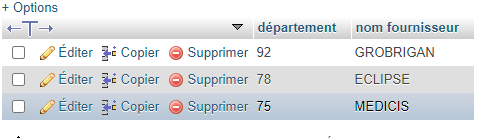 + Options
département nom fournisseur
Éditer Copier Supprimer 92 GROBRIGAN
Éditer Copier Supprimer 78 ECLIPSE
Éditer Copier Supprimer 75 MEDICIS